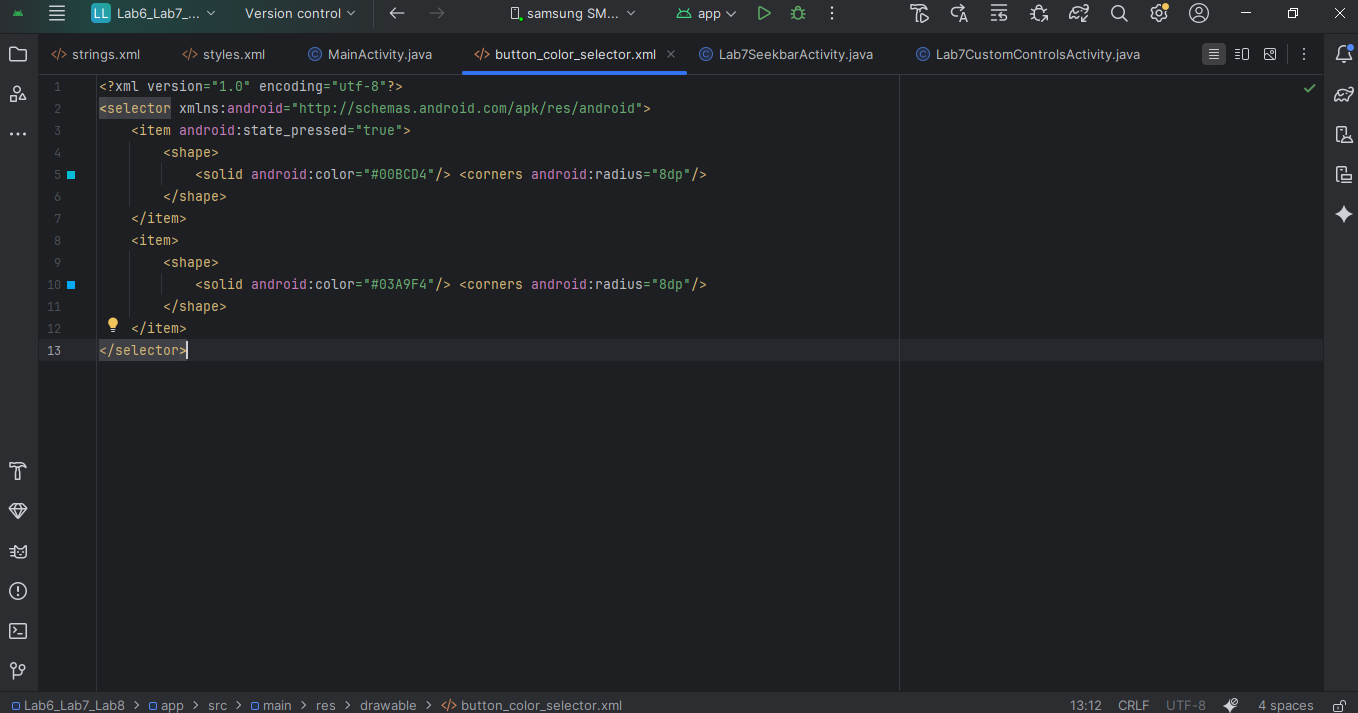 LL Lab6_Lab7_... Version control samsung SM... app
strings.xml styles.xml MainActivity.java button_color_selector.xml Lab7SeekbarActivity.java Lab7CustomControlsActivity.java
1 <?xml version="1.0" encoding="utf-8"?>
2 <selector xmlns:android="http://schemas.android.com/apk/res/android">
3 <item android:state_pressed="true">
4 <shape>
5 <solid android:color="#00BCD4"/> <corners android:radius="8dp"/>
6 </shape>
7 </item>
8 <item>
9 <shape>
10 <solid android:color="#03A9F4"/> <corners android:radius="8dp"/>
11 </shape>
12 </item>
13 </selector>
Lab6_Lab7_Lab8 > app > src > main > res > drawable > button_color_selector.xml 13:12 CRLF UTF-8 4 spaces